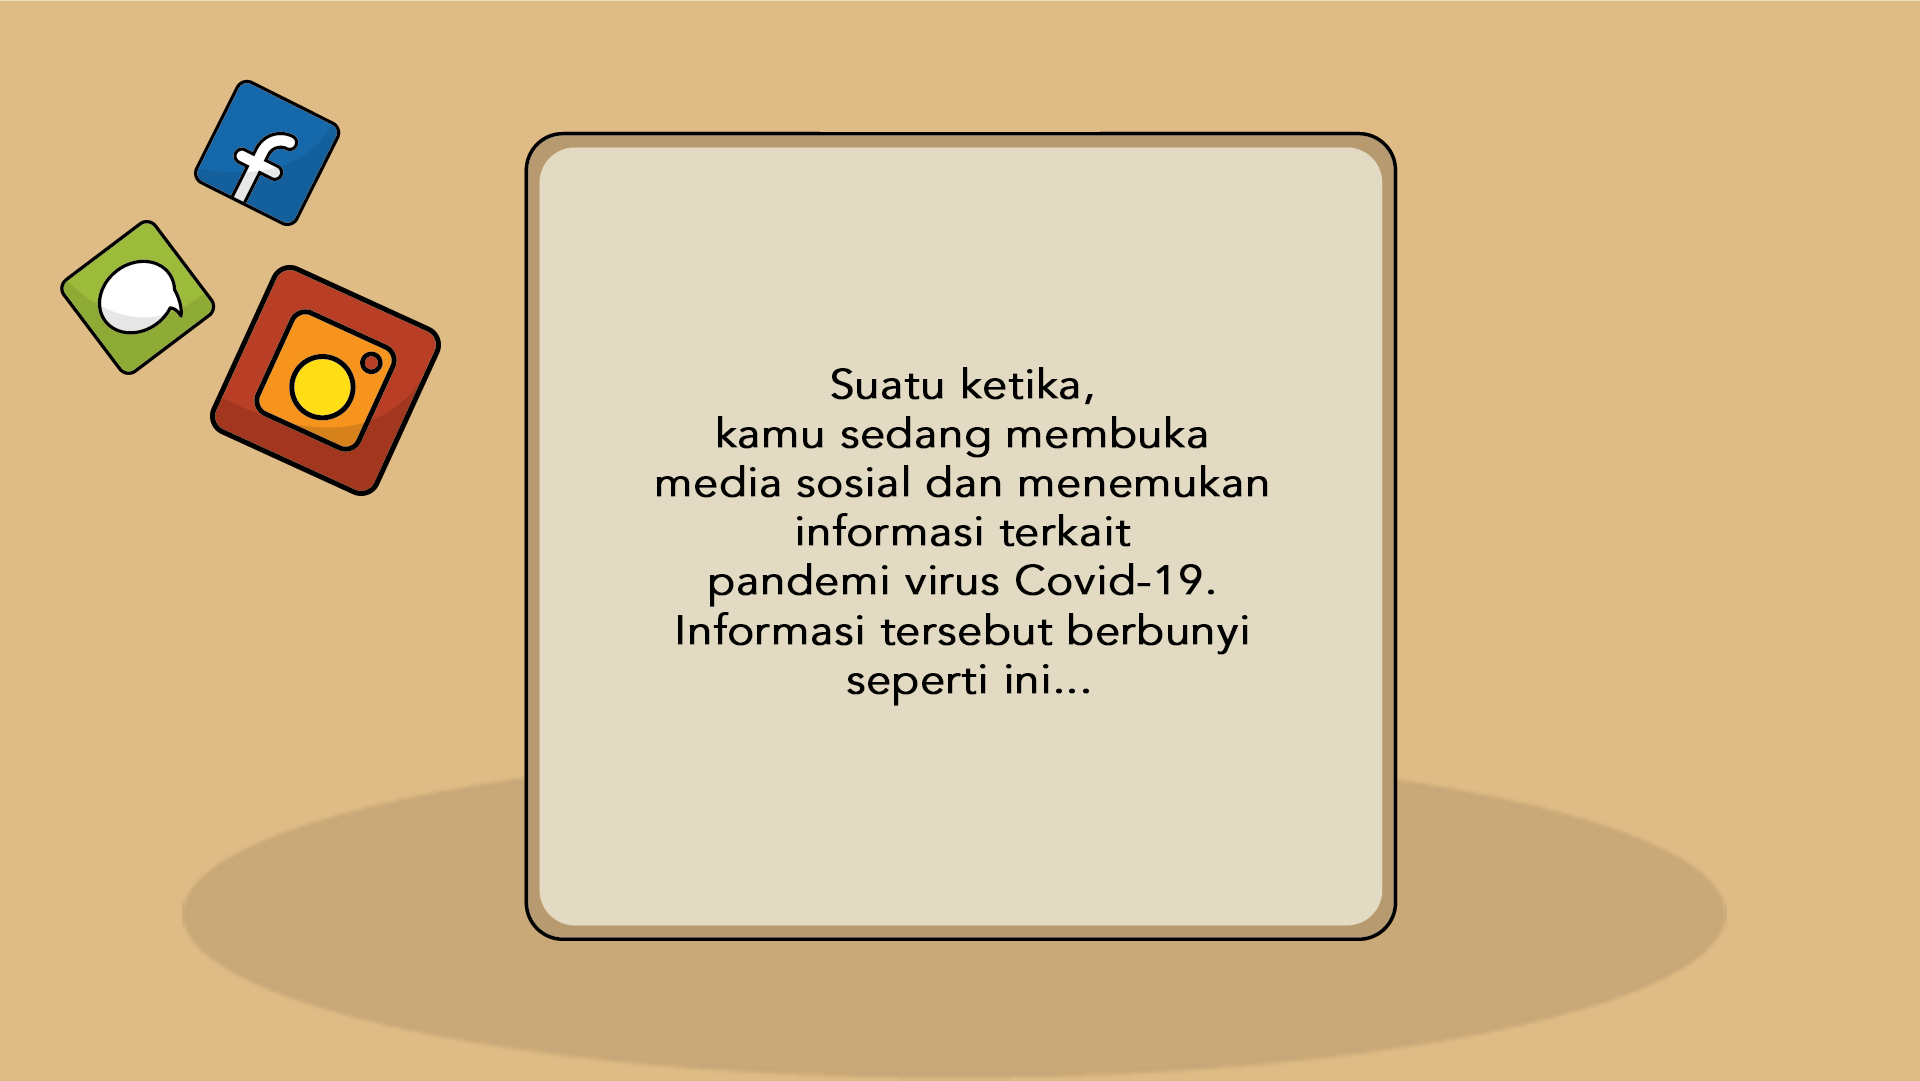 Suatu ketika,
kamu sedang membuka
media sosial dan menemukan
informasi terkait
pandemi virus Covid-19.
Informasi tersebut berbunyi
seperti ini...